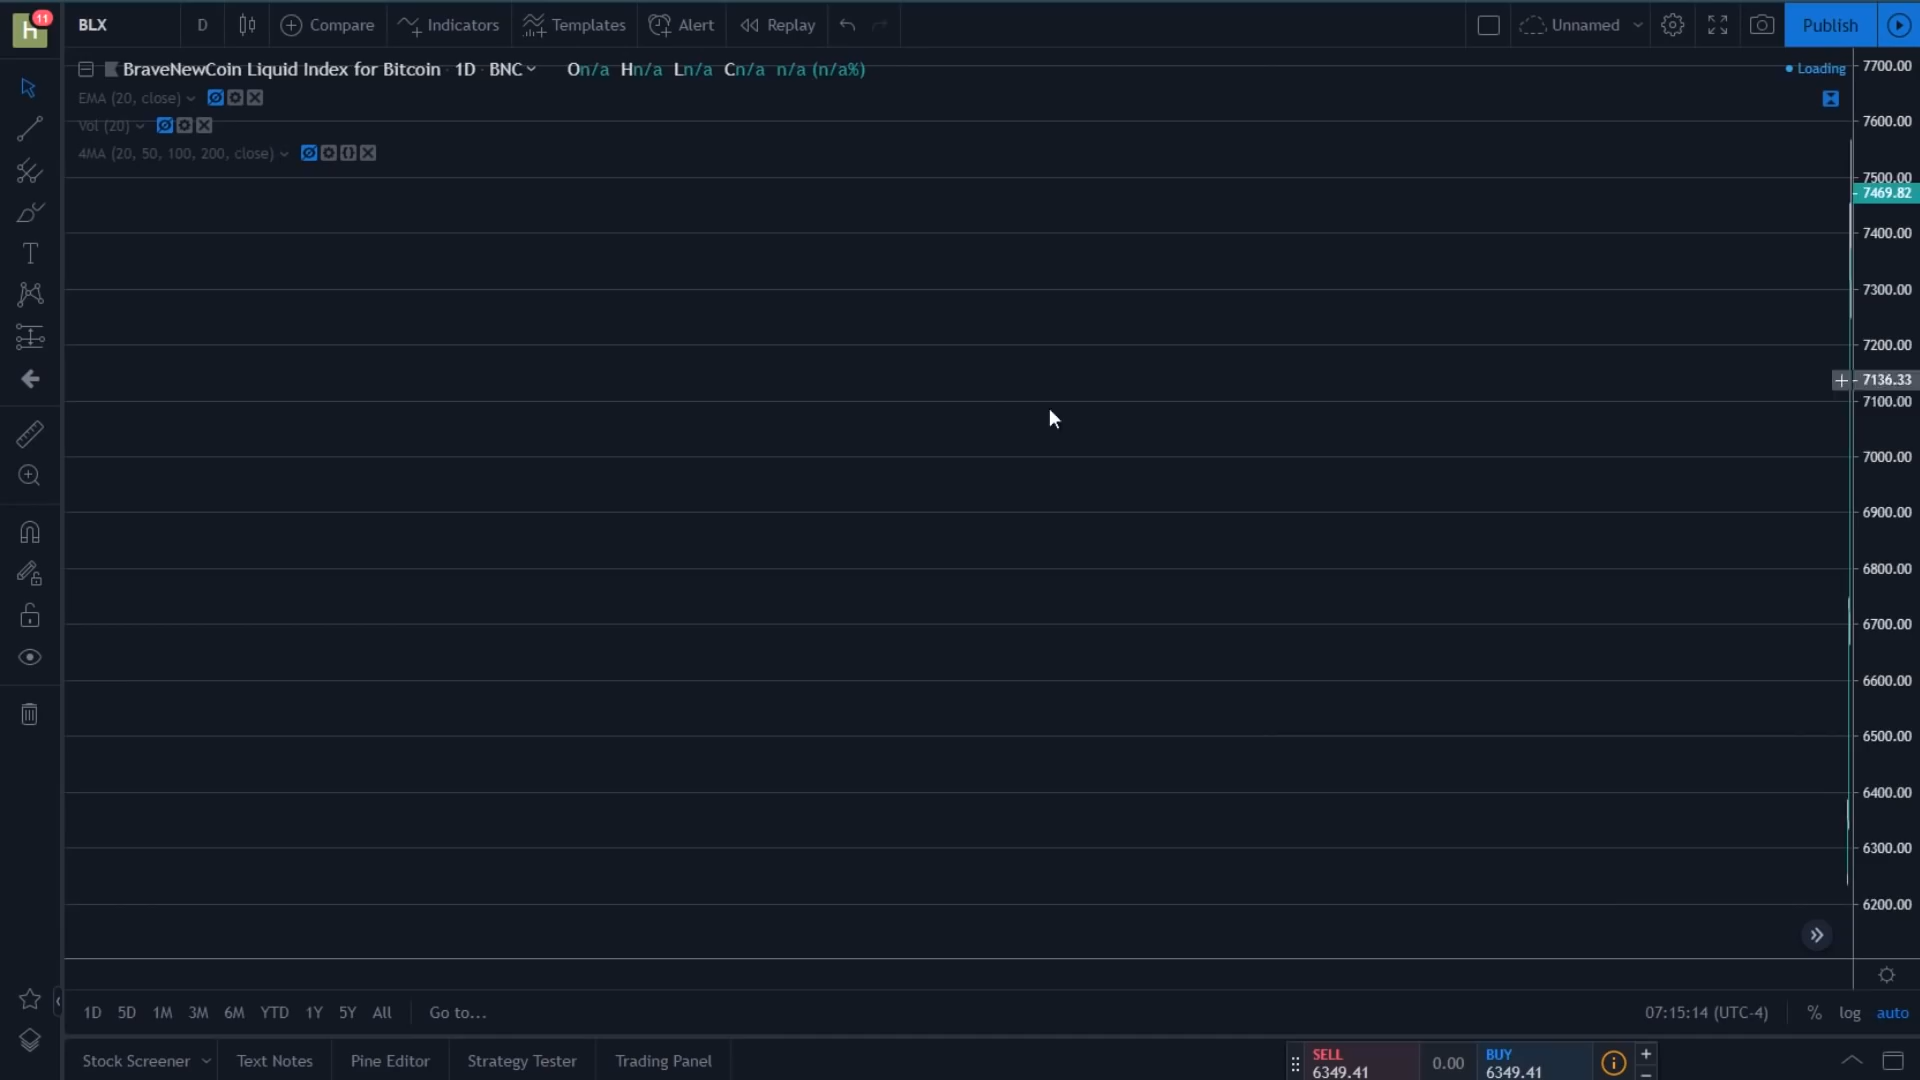 h 11 BLX D Compare Indicators Templates Alert Replay Unnamed Publish
BraveNewCoin Liquid Index for Bitcoin 1D BNC On/a Hn/a Ln/a Cn/a n/a (n/a%) Loading
EMA (20, close)
Vol (20)
4MA (20, 50, 100, 200, close)
7700.00
7600.00
7500.00
7469.82
7400.00
7300.00
7200.00
7136.33
7100.00
7000.00
6900.00
6800.00
6700.00
6600.00
6500.00
6400.00
6300.00
6200.00
1D 5D 1M 3M 6M YTD 1Y 5Y All Go to... 07:15:14 (UTC-4) % log auto
Stock Screener Text Notes Pine Editor Strategy Tester Trading Panel
SELL
6349.41
0.00
BUY
6349.41